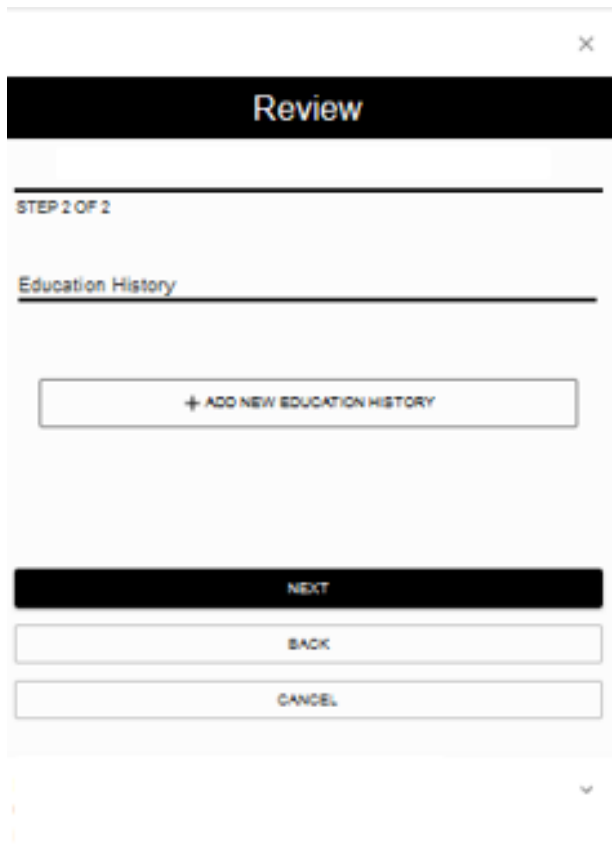 Review
STEP 2 OF 2
Education History
+ ADD NEW EDUCATION HISTORY
NEXT
BACK
CANCEL